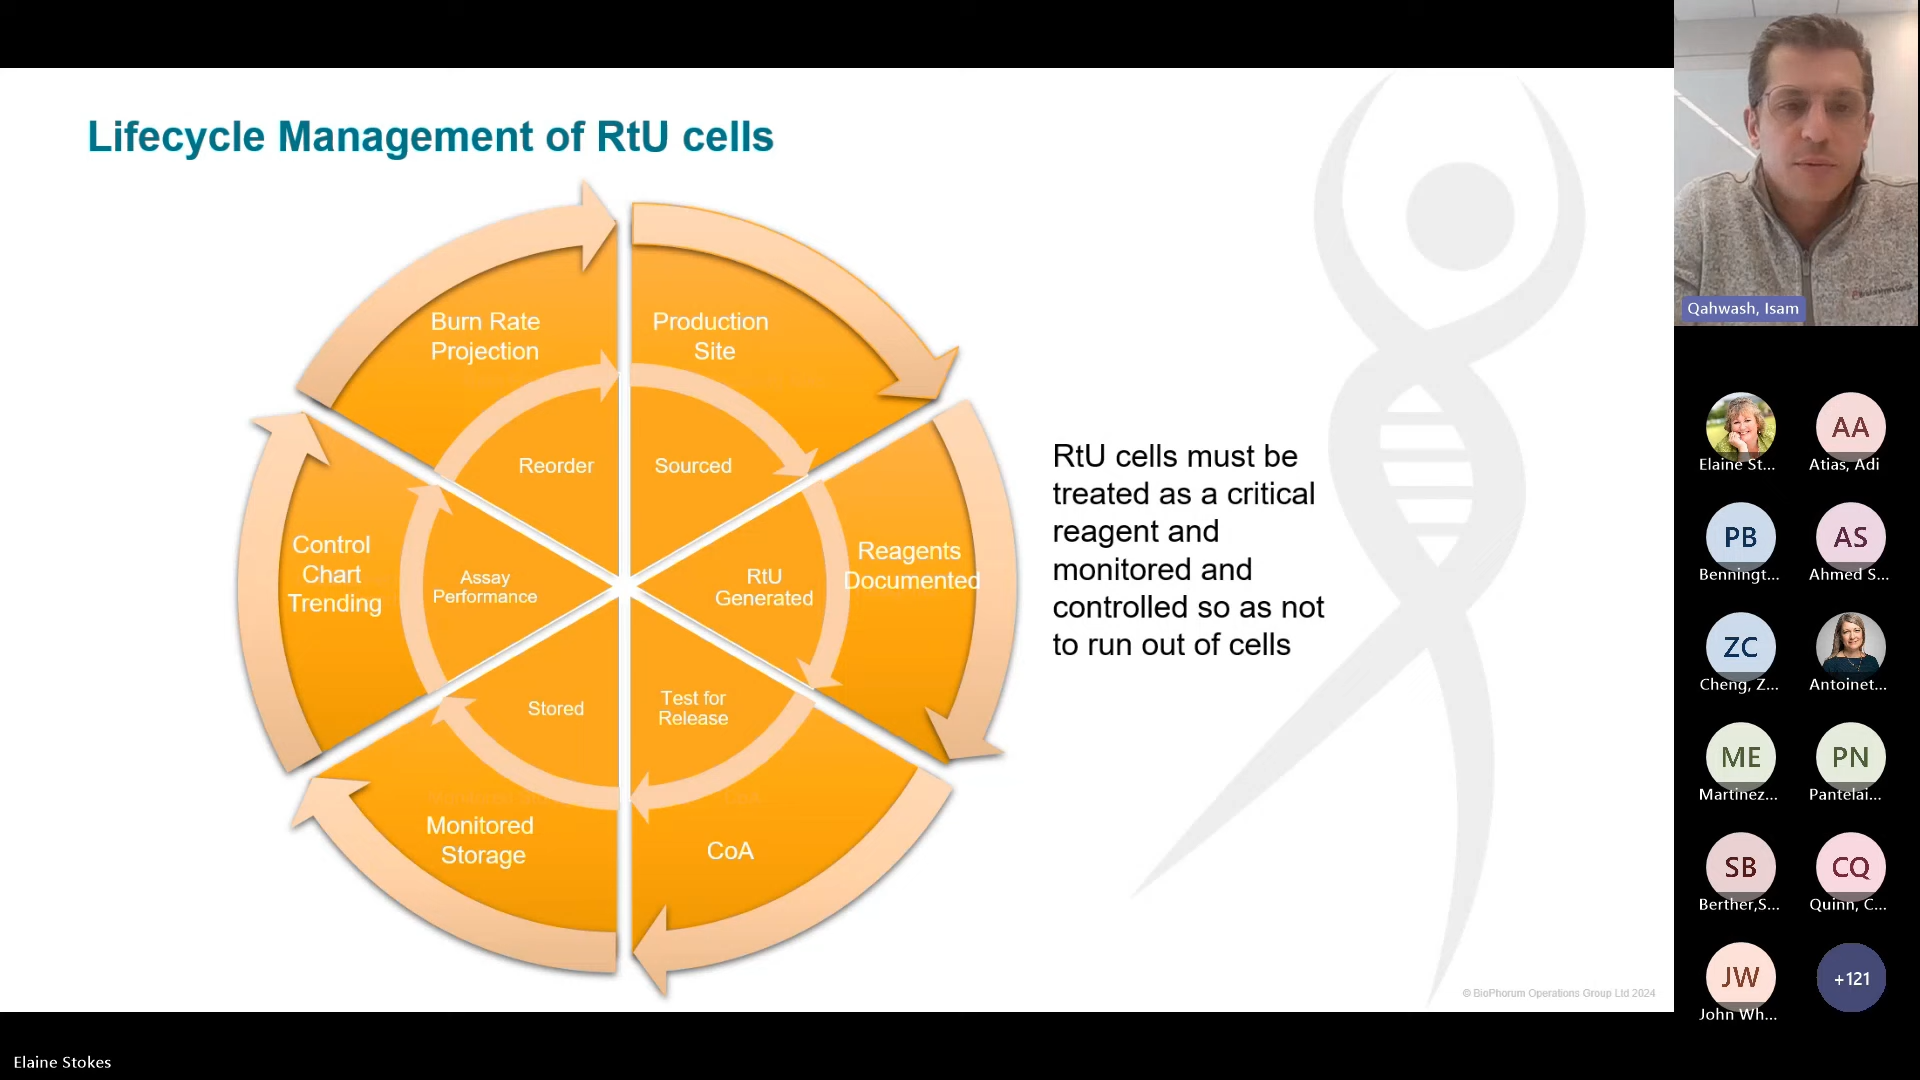 Lifecycle Management of RtU cells
Burn Rate
Projection
Production
Site
Reorder
Sourced
Control
Chart
Trending
Assay
Performance
RtU
Generated
Reagents
Documented
Stored
Test for
Release
Monitored
Storage
CoA
RtU cells must be
treated as a critical
reagent and
monitored and
controlled so as not
to run out of cells
© BioPhorum Operations Group Ltd 2024
Qahwash, Isam
Elaine St...
AA
Atias, Adi
PB
Benningt...
AS
Ahmed S...
ZC
Cheng, Z...
Antoinet...
ME
Martinez...
PN
Pantelai...
SB
Berther,S...
CQ
Quinn, C...
JW
John Wh...
+121
Elaine Stokes